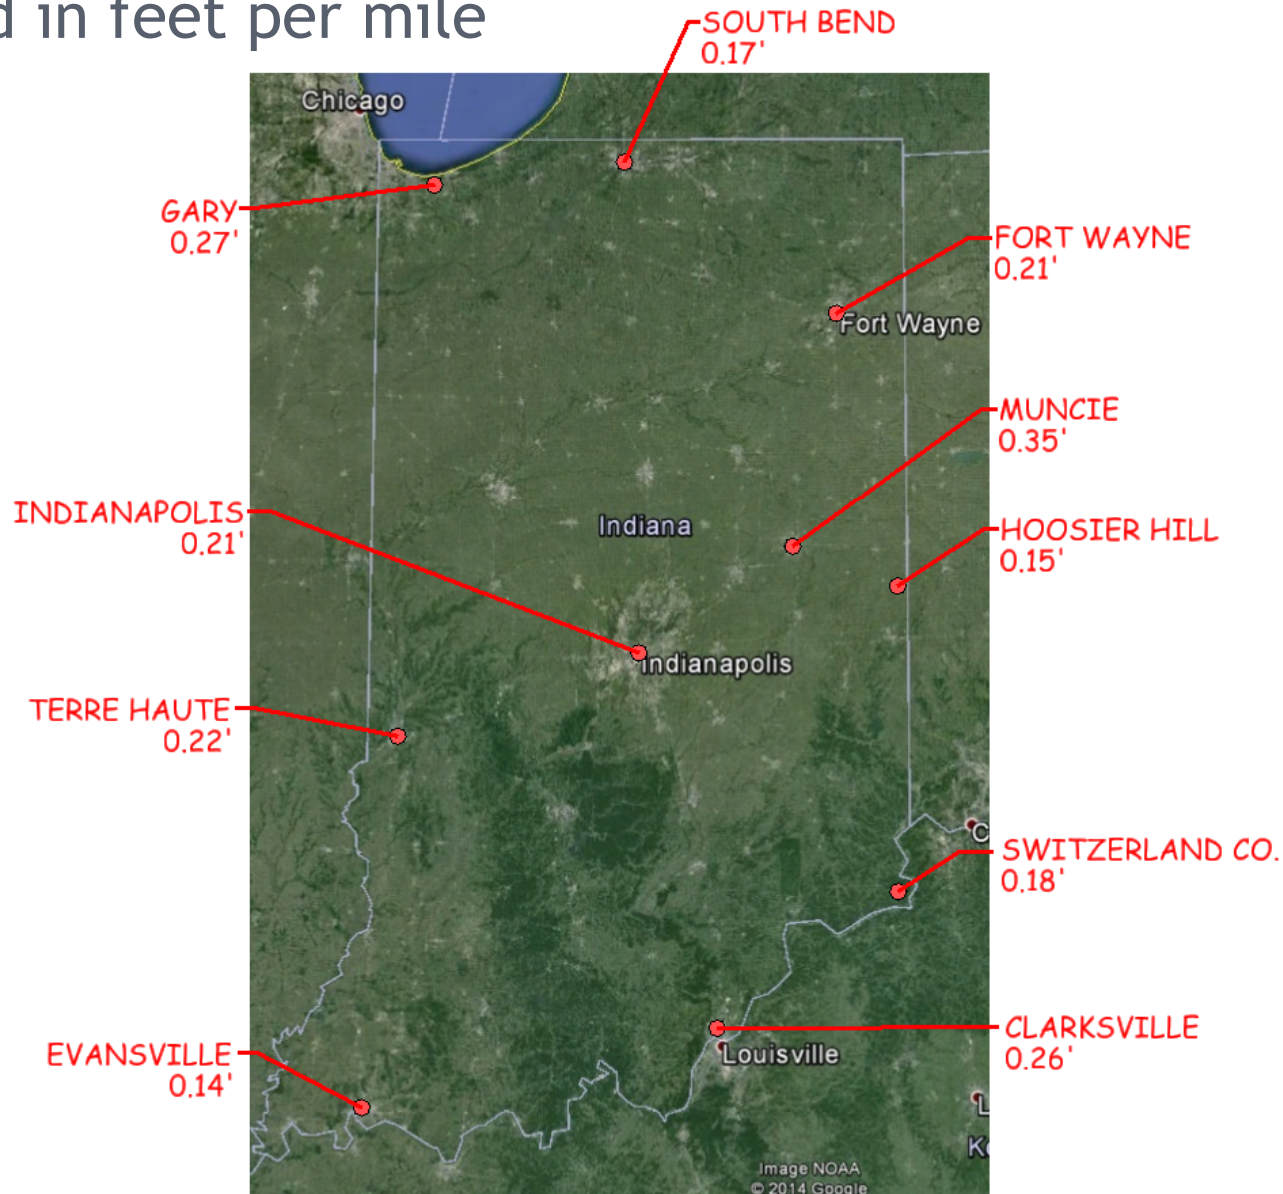 d in feet per mile
SOUTH BEND
0.17'
Chicago
GARY
0.27'
FORT WAYNE
0.21'
Fort Wayne
MUNCIE
0.35'
INDIANAPOLIS
0.21'
Indiana
HOOSIER HILL
0.15'
Indianapolis
TERRE HAUTE
0.22'
C
SWITZERLAND CO.
0.18'
CLARKSVILLE
0.26'
Louisville
EVANSVILLE
0.14'
L
Ke
Image NOAA
© 2014 Google